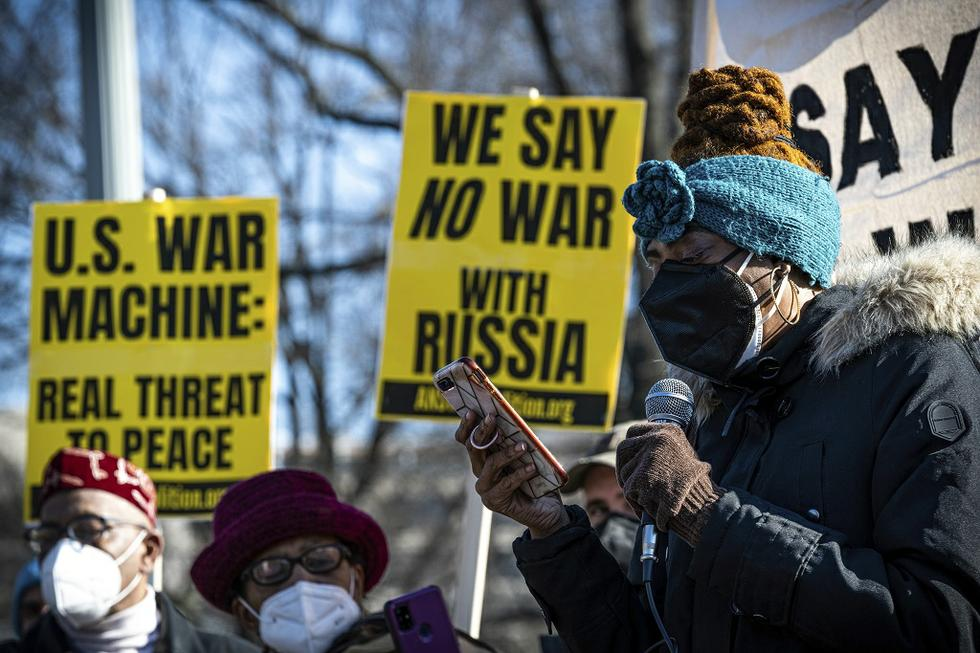 U.S. WAR
MACHINE:
REAL THREAT
TO PEACE
WE SAY
NO WAR
WITH
RUSSIA
SAY